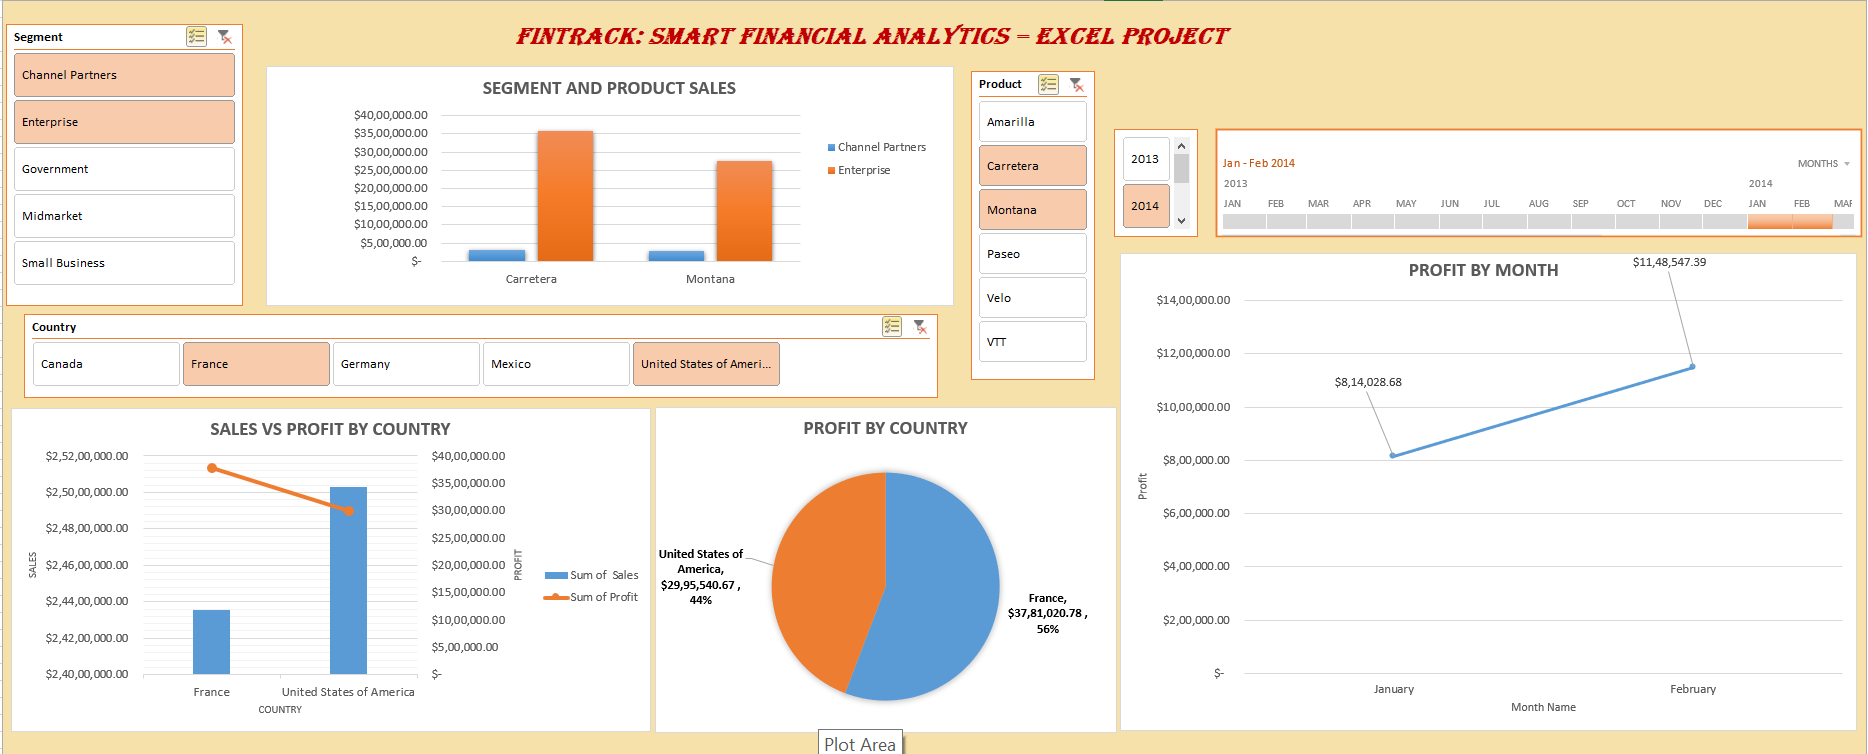 FINTRACK: SMART FINANCIAL ANALYTICS – EXCEL PROJECT
Segment
Channel Partners
Enterprise
Government
Midmarket
Small Business
SEGMENT AND PRODUCT SALES
$40,00,000.00
$35,00,000.00
$30,00,000.00
$25,00,000.00
$20,00,000.00
$15,00,000.00
$10,00,000.00
$5,00,000.00
$-
Carretera Montana
Channel Partners
Enterprise
Product
Amarilla
Carretera
Montana
Paseo
Velo
VTT
2013
2014
Jan - Feb 2014
MONTHS
2013 2014
JAN FEB MAR APR MAY JUN JUL AUG SEP OCT NOV DEC JAN FEB MAR
Country
Canada France Germany Mexico United States of Ameri...
SALES VS PROFIT BY COUNTRY
$2,52,00,000.00
$2,50,00,000.00
$2,48,00,000.00
$2,46,00,000.00
$2,44,00,000.00
$2,42,00,000.00
$2,40,00,000.00
SALES
$40,00,000.00
$35,00,000.00
$30,00,000.00
$25,00,000.00
$20,00,000.00
$15,00,000.00
$10,00,000.00
$5,00,000.00
$-
PROFIT
France United States of America
COUNTRY
Sum of Sales
Sum of Profit
PROFIT BY COUNTRY
United States of
America,
$29,95,540.67 ,
44%
France,
$37,81,020.78 ,
56%
Plot Area
PROFIT BY MONTH
$14,00,000.00
$12,00,000.00
$10,00,000.00
$8,00,000.00
$6,00,000.00
$4,00,000.00
$2,00,000.00
$-
Profit
$8,14,028.68
$11,48,547.39
January February
Month Name